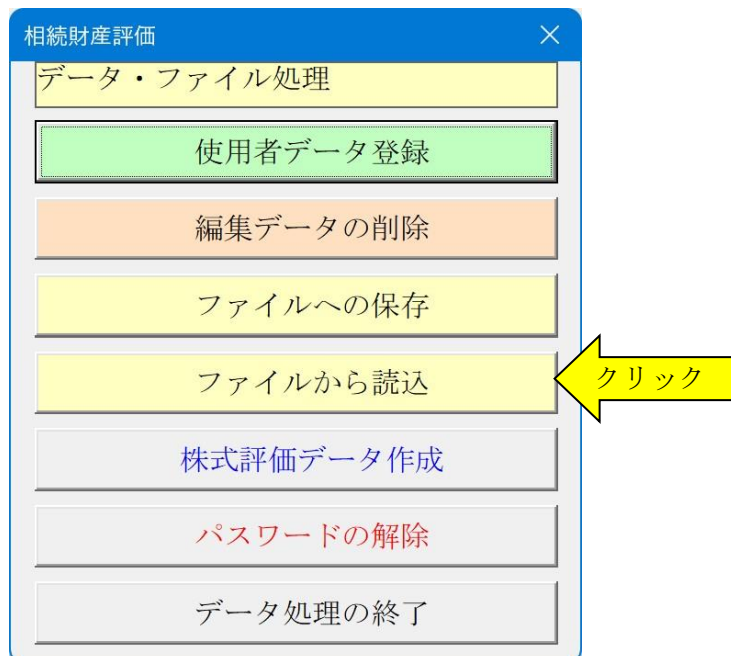 相続財産評価
データ・ファイル処理
使用者データ登録
編集データの削除
ファイルへの保存
ファイルから読込
クリック
株式評価データ作成
パスワードの解除
データ処理の終了